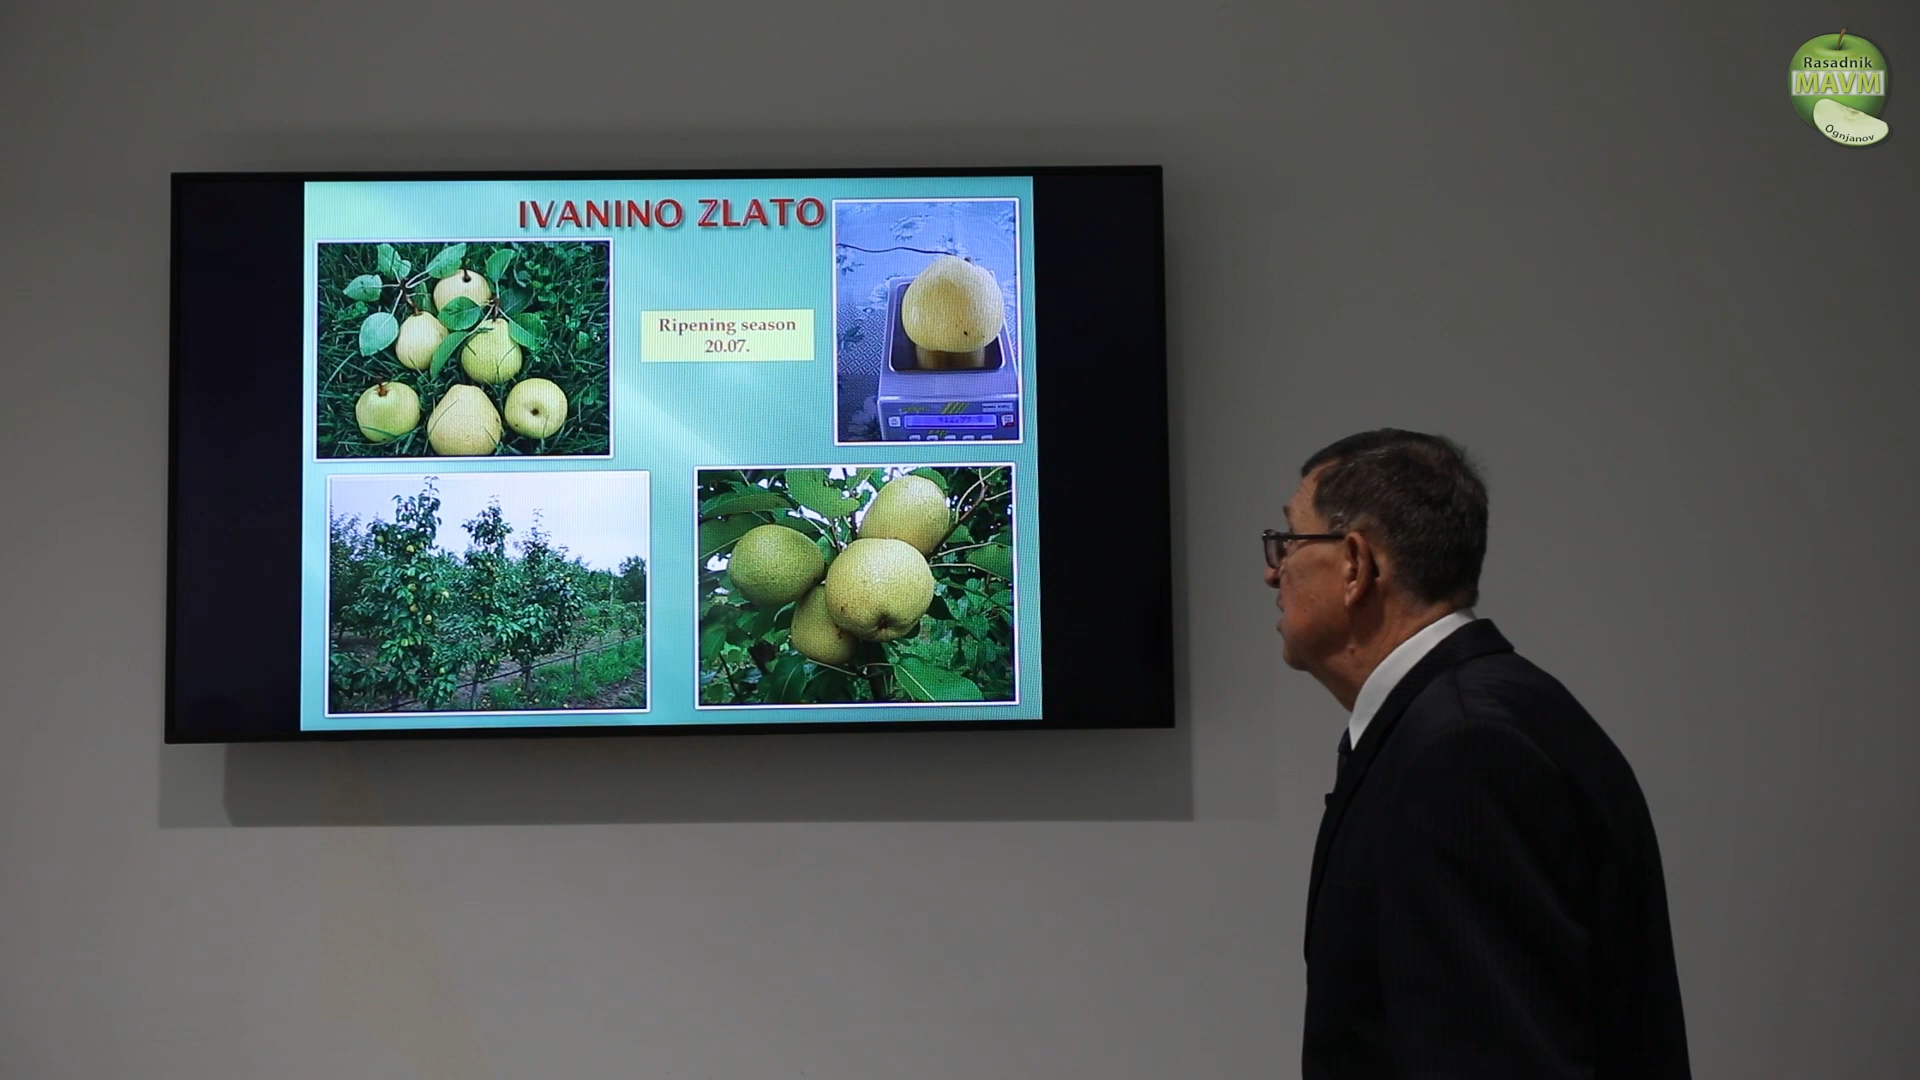 Rasadnik
MAVM
Ognjanov
IVANINO ZLATO
Ripening season
20.07.